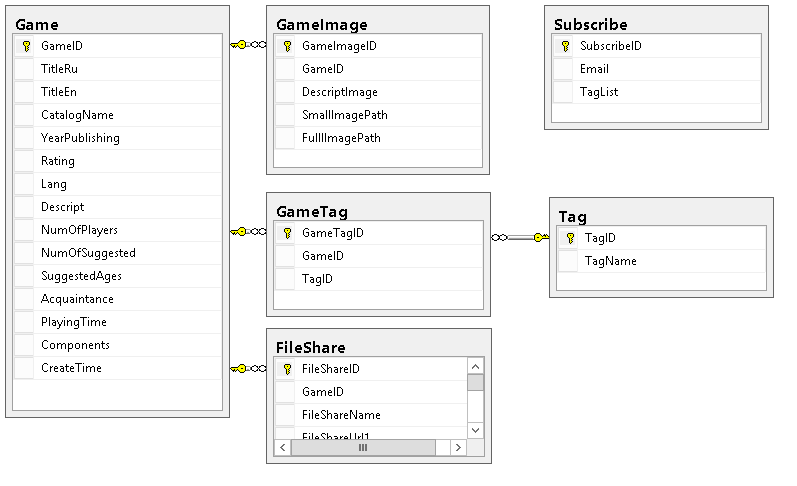 Game
GameID
TitleRu
TitleEn
CatalogName
YearPublishing
Rating
Lang
Descript
NumOfPlayers
NumOfSuggested
SuggestedAges
Acquaintance
PlayingTime
Components
CreateTime
GameImage
GameImageID
GameID
DescriptImage
SmallImagePath
FullImagePath
GameTag
GameTagID
GameID
TagID
FileShare
FileShareID
GameID
FileShareName
FileShareUrl1
Subscribe
SubscribeID
Email
TagList
Tag
TagID
TagName